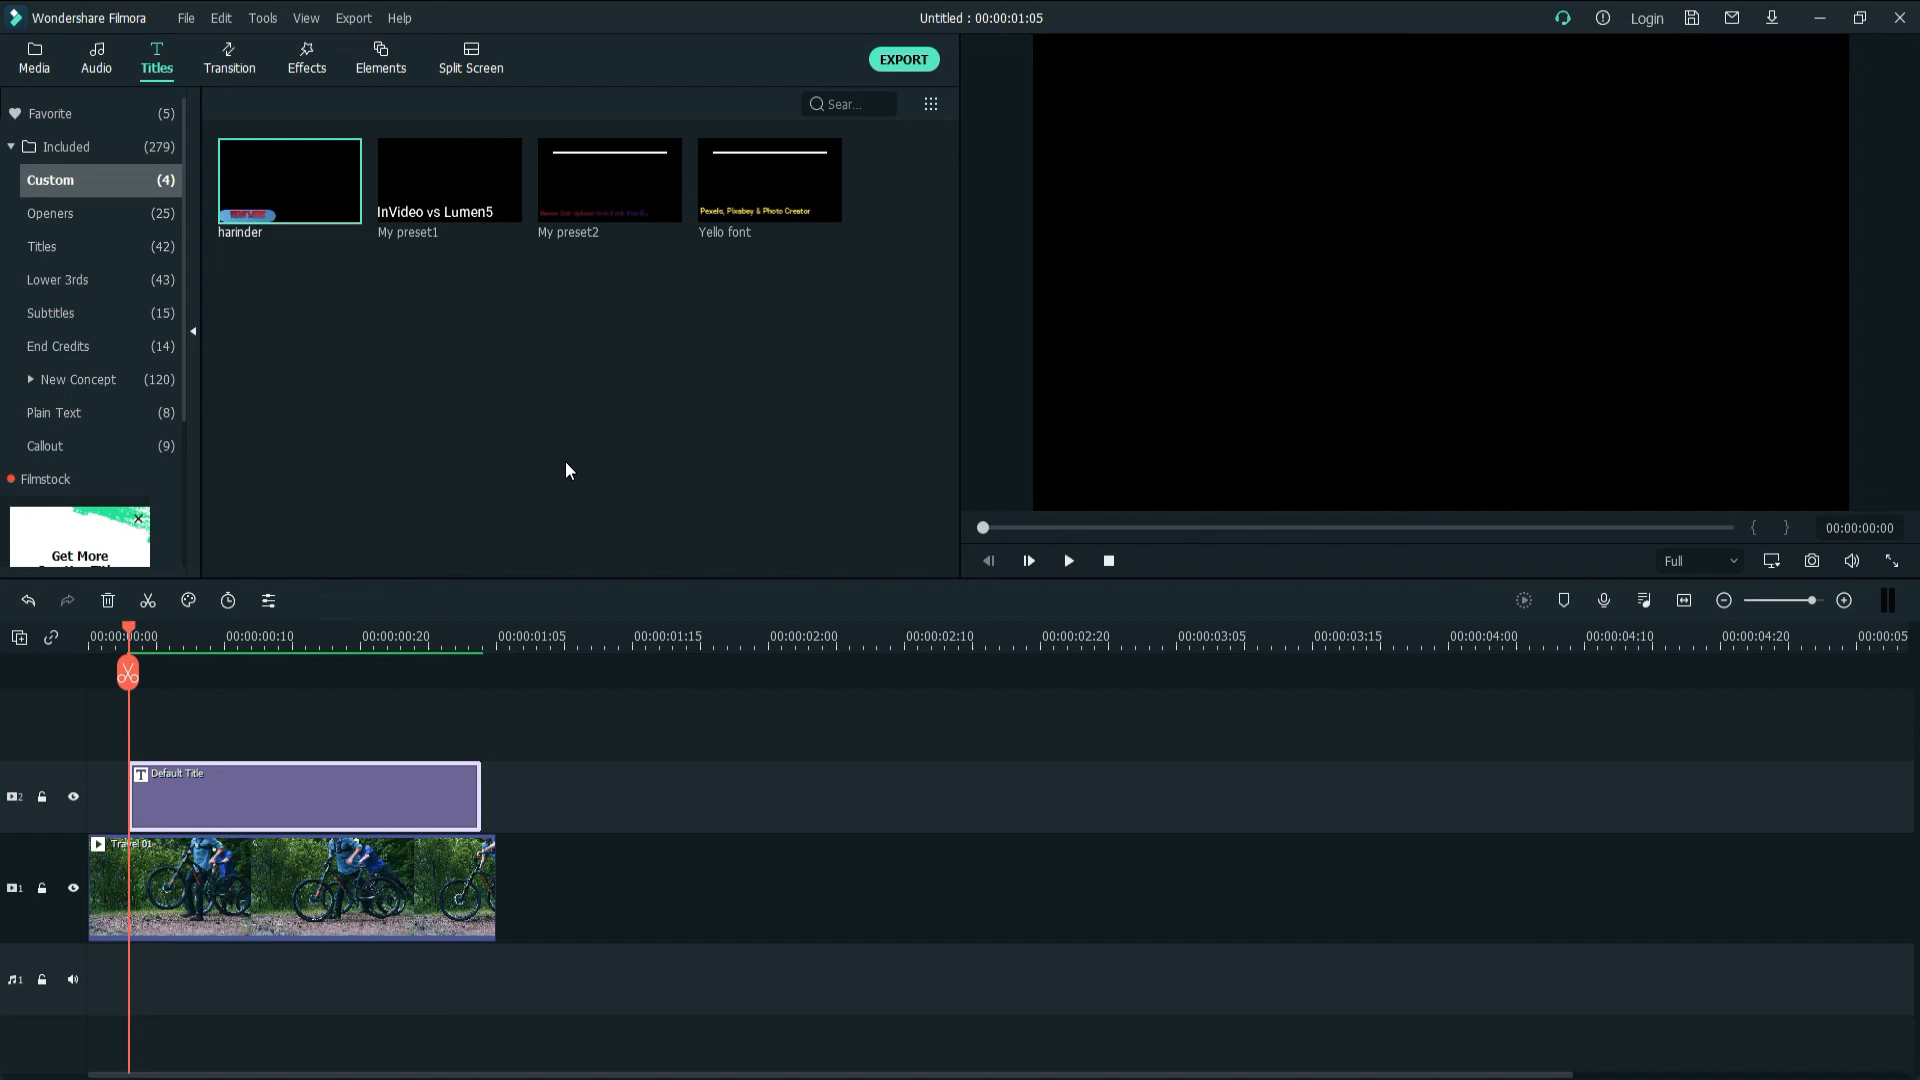 Wondershare Filmora
File
Edit
Tools
View
Export
Help
Untitled : 00:00:01:05
Login
Media
Audio
Titles
Transition
Effects
Elements
Split Screen
EXPORT
Favorite (5)
Included (279)
Custom (4)
Openers (25)
Titles (42)
Lower 3rds (43)
Subtitles (15)
End Credits (14)
New Concept (120)
Plain Text (8)
Callout (9)
Filmstock
Get More
Sear...
harinder
InVideo vs Lumen5
My preset1
My preset2
Pexels, Pixabay & Photo Creator
Yello font
00:00:00:00
Full
00:00:00:00
00:00:00:10
00:00:00:20
00:00:01:05
00:00:01:15
00:00:02:00
00:00:02:10
00:00:02:20
00:00:03:05
00:00:03:15
00:00:04:00
00:00:04:10
00:00:04:20
00:00:05
2
T Default Title
1
Travel 01
1